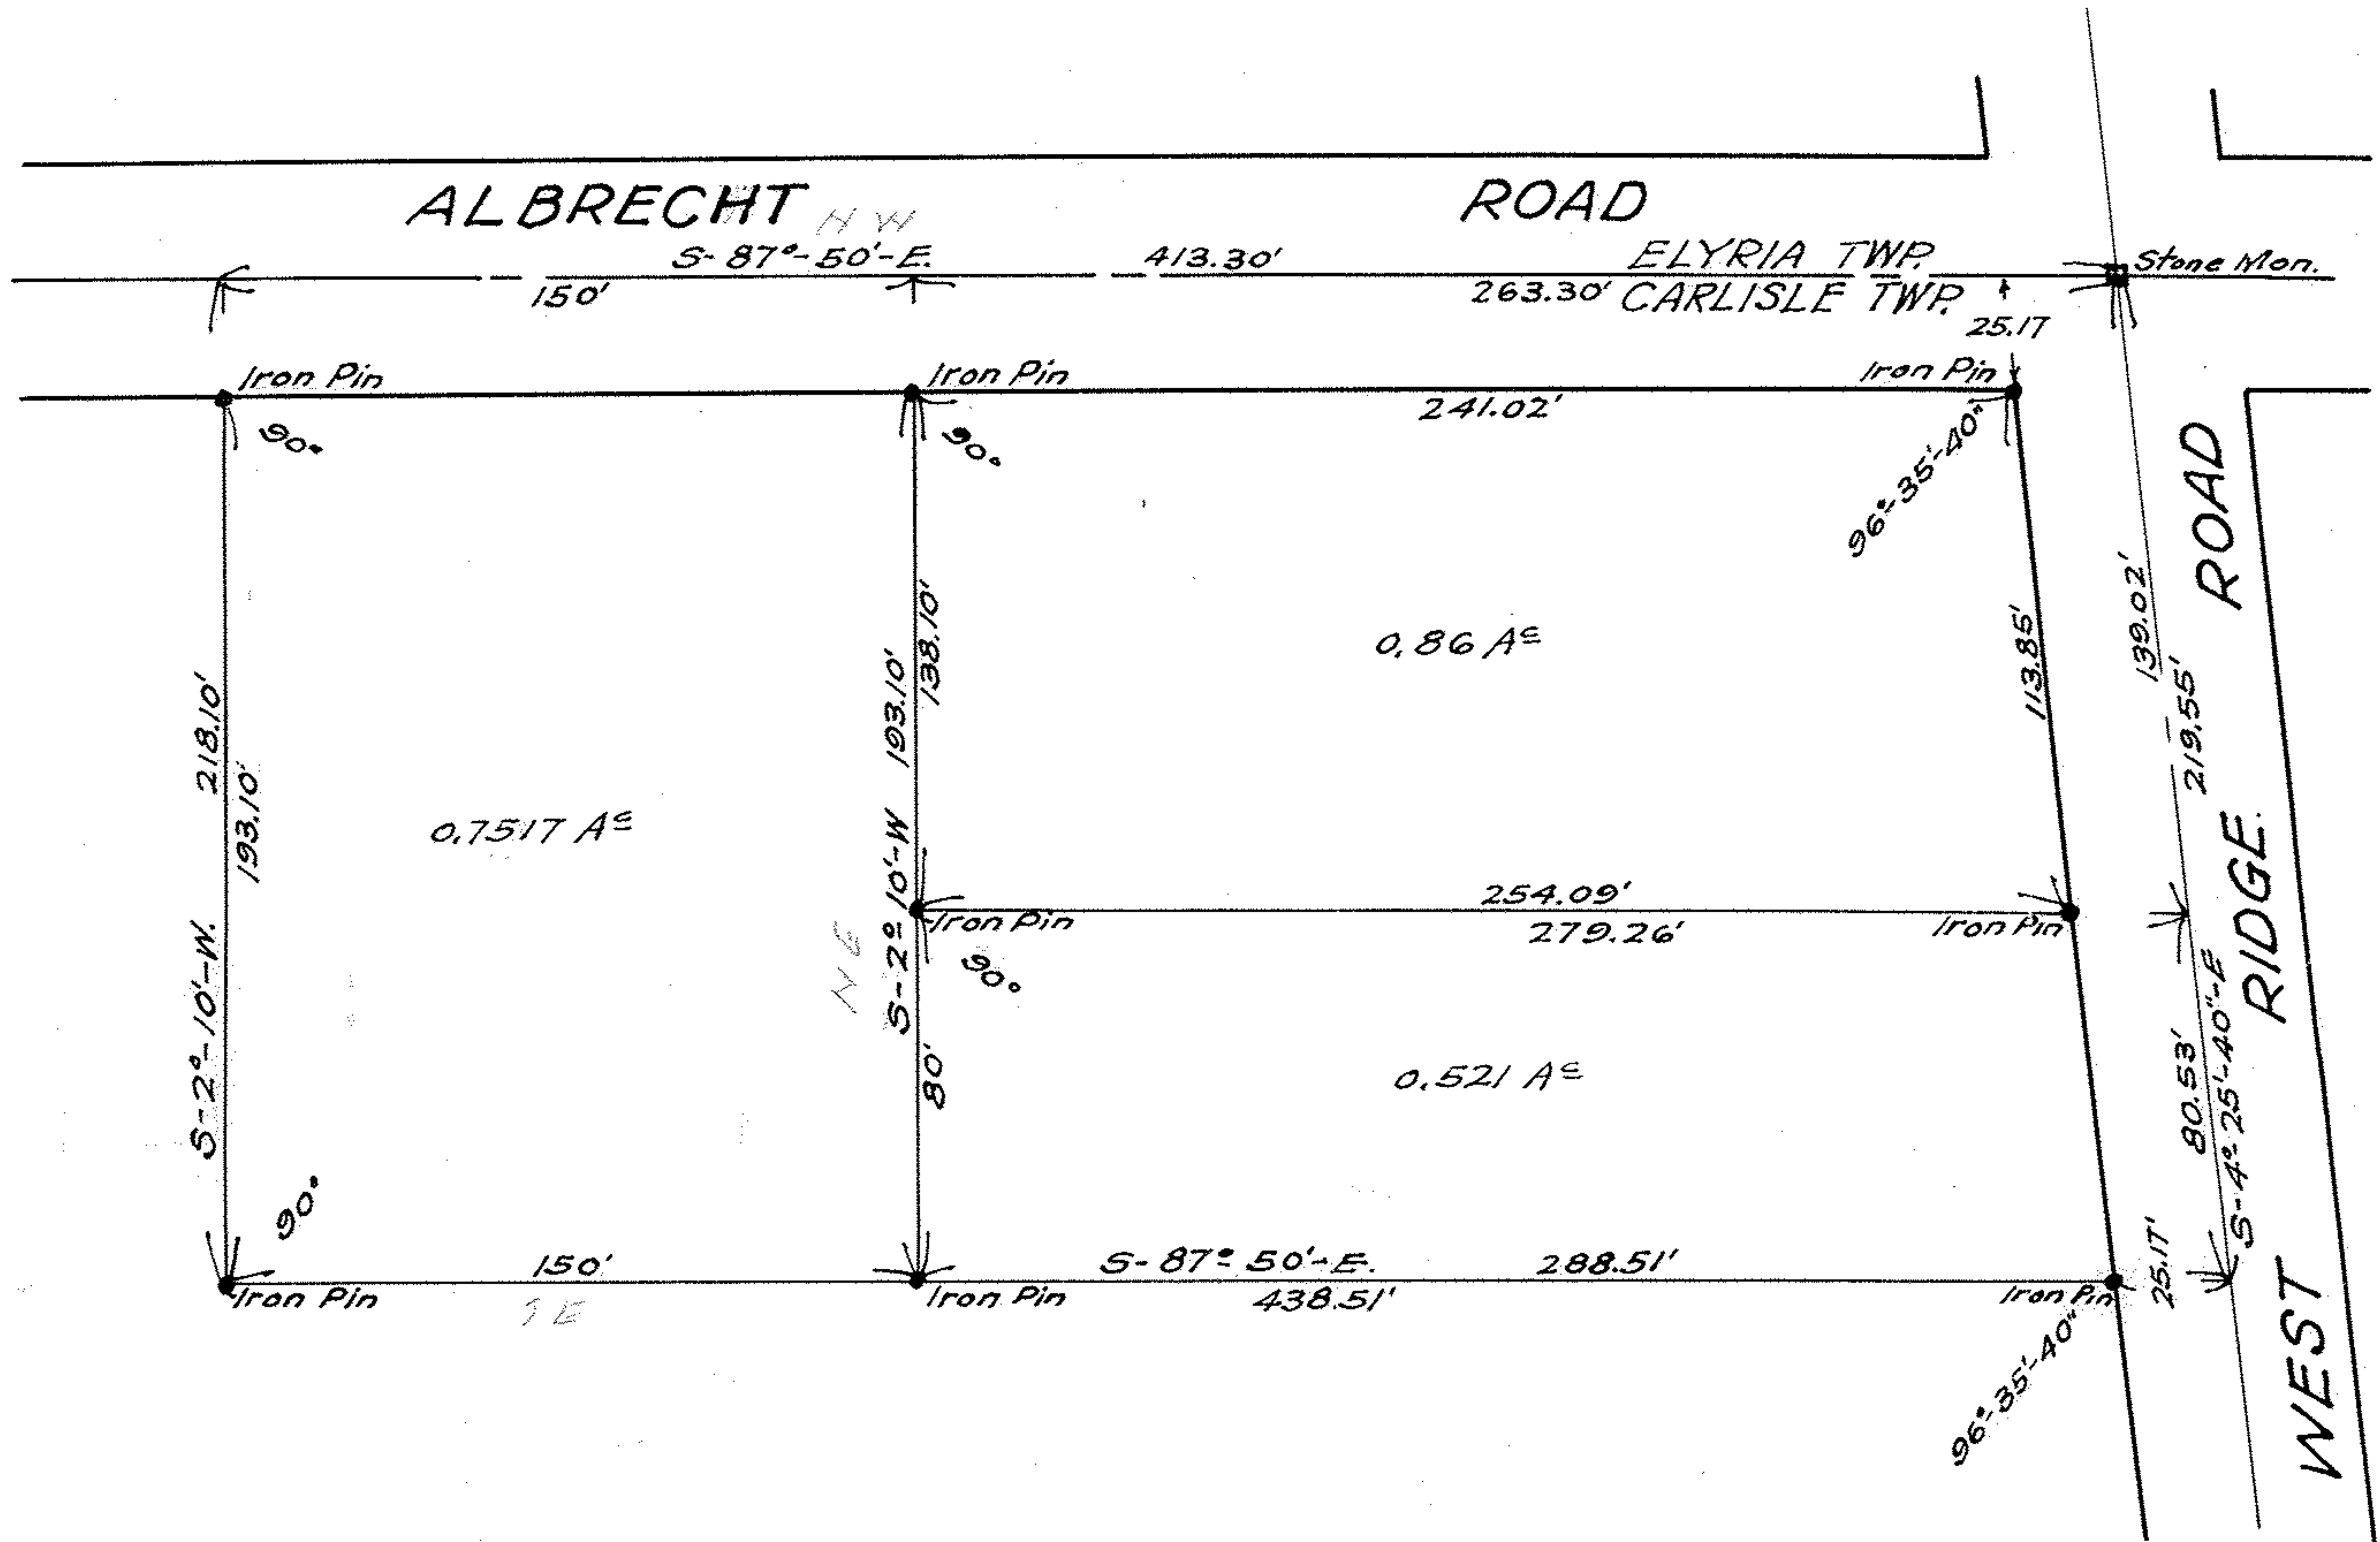 ALBRECHT ROAD
N W
S-87°-50'-E. 413.30' ELYRIA TWP. Stone Mon.
150' 263.30' CARLISLE TWP.
25.17
Iron Pin Iron Pin Iron Pin
241.02'
90° 90° 96°-35'-40"
S-2°-10'-W. 218.10'
193.10'
0.7517 Ac
S-2° 10'-W 193.10'
138.10'
0.86 Ac
113.85'
139.02'
219.55'
WEST RIDGE ROAD
254.09'
Iron Pin 279.26' Iron Pin
90°
N E
80'
0.521 Ac
80.53'
S-4°-25'-40"-E
90°
150' S-87° 50'-E. 288.51'
Iron Pin Iron Pin 438.51' Iron Pin
25.17'
96°-35'-40"